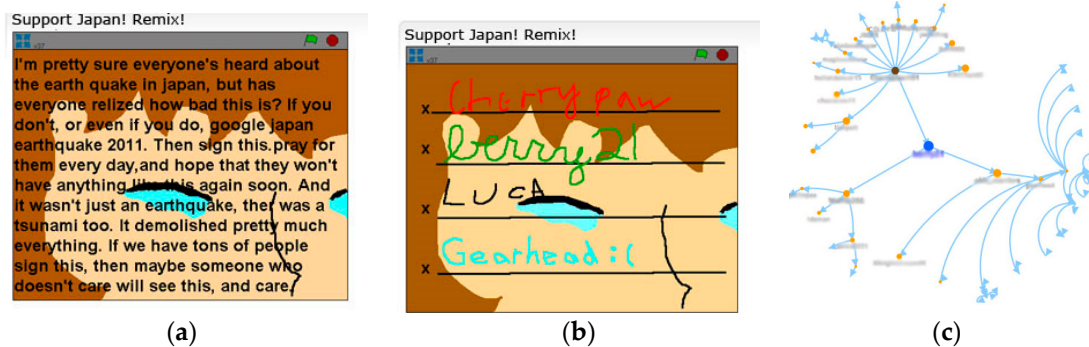 Support Japan! Remix!
v37
I'm pretty sure everyone's heard about
the earth quake in japan, but has
everyone relized how bad this is? If you
don't, or even if you do, google japan
earthquake 2011. Then sign this.pray for
them every day,and hope that they won't
have anything like this again soon. And
it wasn't just an earthquake, ther was a
tsunami too. It demolished pretty much
everything. If we have tons of people
sign this, then maybe someone who
doesn't care will see this, and care.
(a)
Support Japan! Remix!
v37
x Cherrypaw
x berry21
x LUCA
x Gearhead:(
(b)
(c)